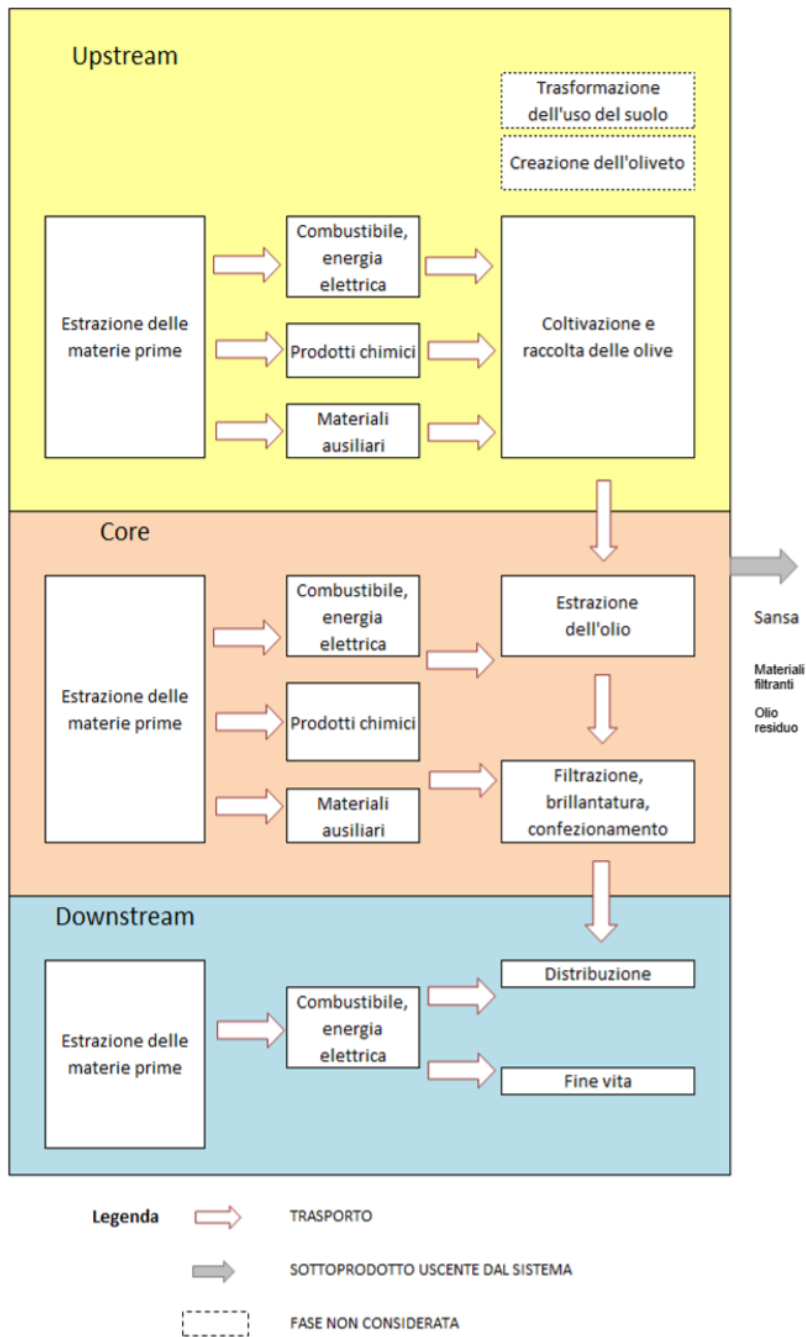 Upstream
Trasformazione
dell'uso del suolo
Creazione dell'oliveto
Estrazione delle
materie prime
Combustibile,
energia
elettrica
Prodotti chimici
Materiali
ausiliari
Coltivazione e
raccolta delle olive
Core
Estrazione delle
materie prime
Combustibile,
energia
elettrica
Prodotti chimici
Materiali
ausiliari
Estrazione
dell'olio
Filtrazione,
brillantatura,
confezionamento
Sansa
Materiali
filtranti
Olio
residuo
Downstream
Estrazione delle
materie prime
Combustibile,
energia
elettrica
Distribuzione
Fine vita
Legenda
TRASPORTO
SOTTOPRODOTTO USCENTE DAL SISTEMA
FASE NON CONSIDERATA